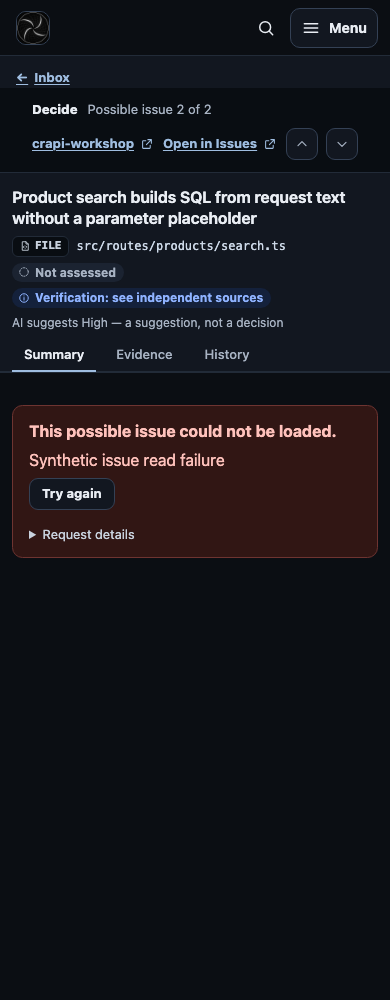 Menu
← Inbox
Decide Possible issue 2 of 2
crapi-workshop Open in Issues
Product search builds SQL from request text
without a parameter placeholder
FILE src/routes/products/search.ts
Not assessed
Verification: see independent sources
AI suggests High — a suggestion, not a decision
Summary Evidence History
This possible issue could not be loaded.
Synthetic issue read failure
Try again
Request details